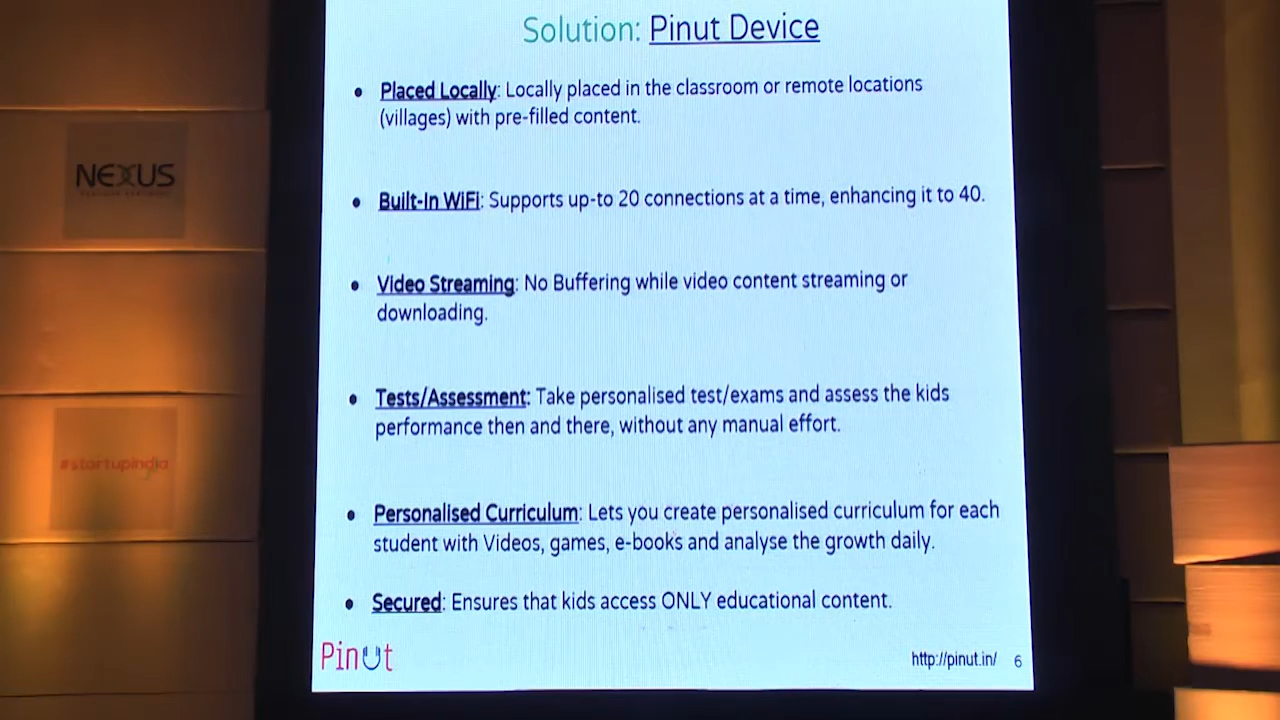 Solution: Pinut Device
• Placed Locally: Locally placed in the classroom or remote locations
(villages) with pre-filled content.
NEXUS
• Built-In WiFi: Supports up-to 20 connections at a time, enhancing it to 40.
• Video Streaming: No Buffering while video content streaming or
downloading.
• Tests/Assessment: Take personalised test/exams and assess the kids
performance then and there, without any manual effort.
#startupindia
• Personalised Curriculum: Lets you create personalised curriculum for each
student with Videos, games, e-books and analyse the growth daily.
• Secured: Ensures that kids access ONLY educational content.
Pinut
http://pinut.in/ 6